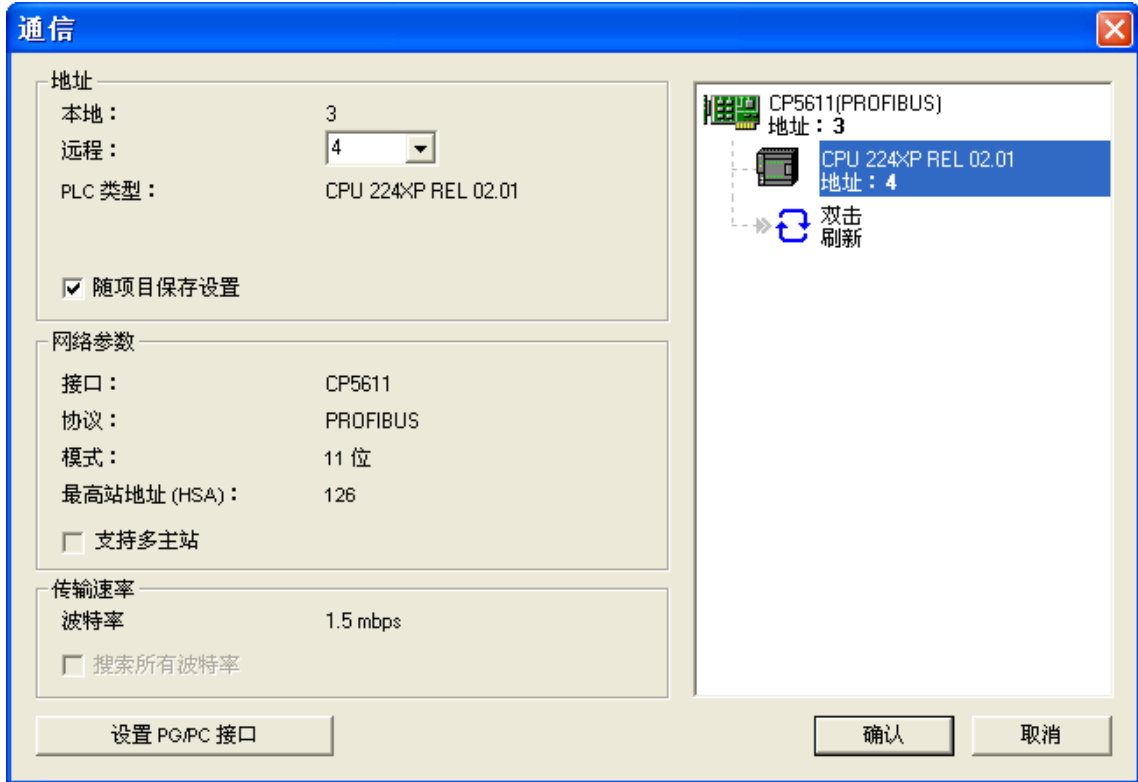 通信
地址
本地： 3
远程： 4
PLC 类型： CPU 224XP REL 02.01
随项目保存设置
网络参数
接口： CP5611
协议： PROFIBUS
模式： 11 位
最高站地址 (HSA)： 126
支持多主站
传输速率
波特率 1.5 mbps
搜索所有波特率
设置 PG/PC 接口
CP5611(PROFIBUS)
地址：3
CPU 224XP REL 02.01
地址：4
双击
刷新
确认
取消